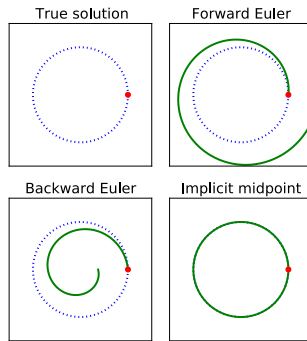 True solution
Forward Euler
Backward Euler
Implicit midpoint